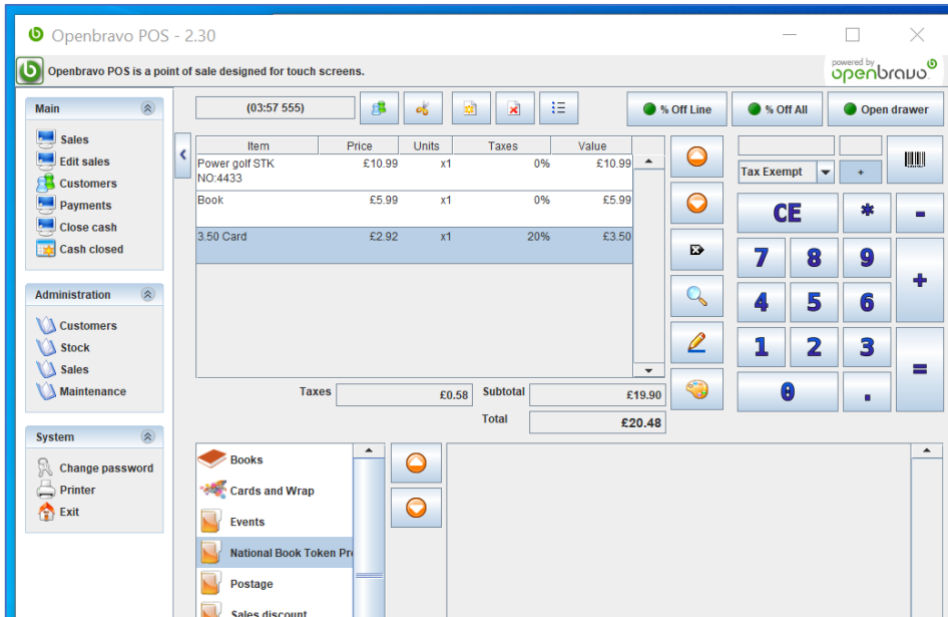 Openbravo POS - 2.30
Openbravo POS is a point of sale designed for touch screens.
powered by
openbravo
Main
Sales
Edit sales
Customers
Payments
Close cash
Cash closed
Administration
Customers
Stock
Sales
Maintenance
System
Change password
Printer
Exit
(03:57 555)
% Off Line
% Off All
Open drawer
Item Price Units Taxes Value
Power golf STK NO:4433 £10.99 x1 0% £10.99
Book £5.99 x1 0% £5.99
3.50 Card £2.92 x1 20% £3.50
Taxes £0.58 Subtotal £19.90
Total £20.48
Tax Exempt +
CE * -
7 8 9 +
4 5 6
1 2 3 =
0 .
Books
Cards and Wrap
Events
National Book Token Pr
Postage
Sales discount